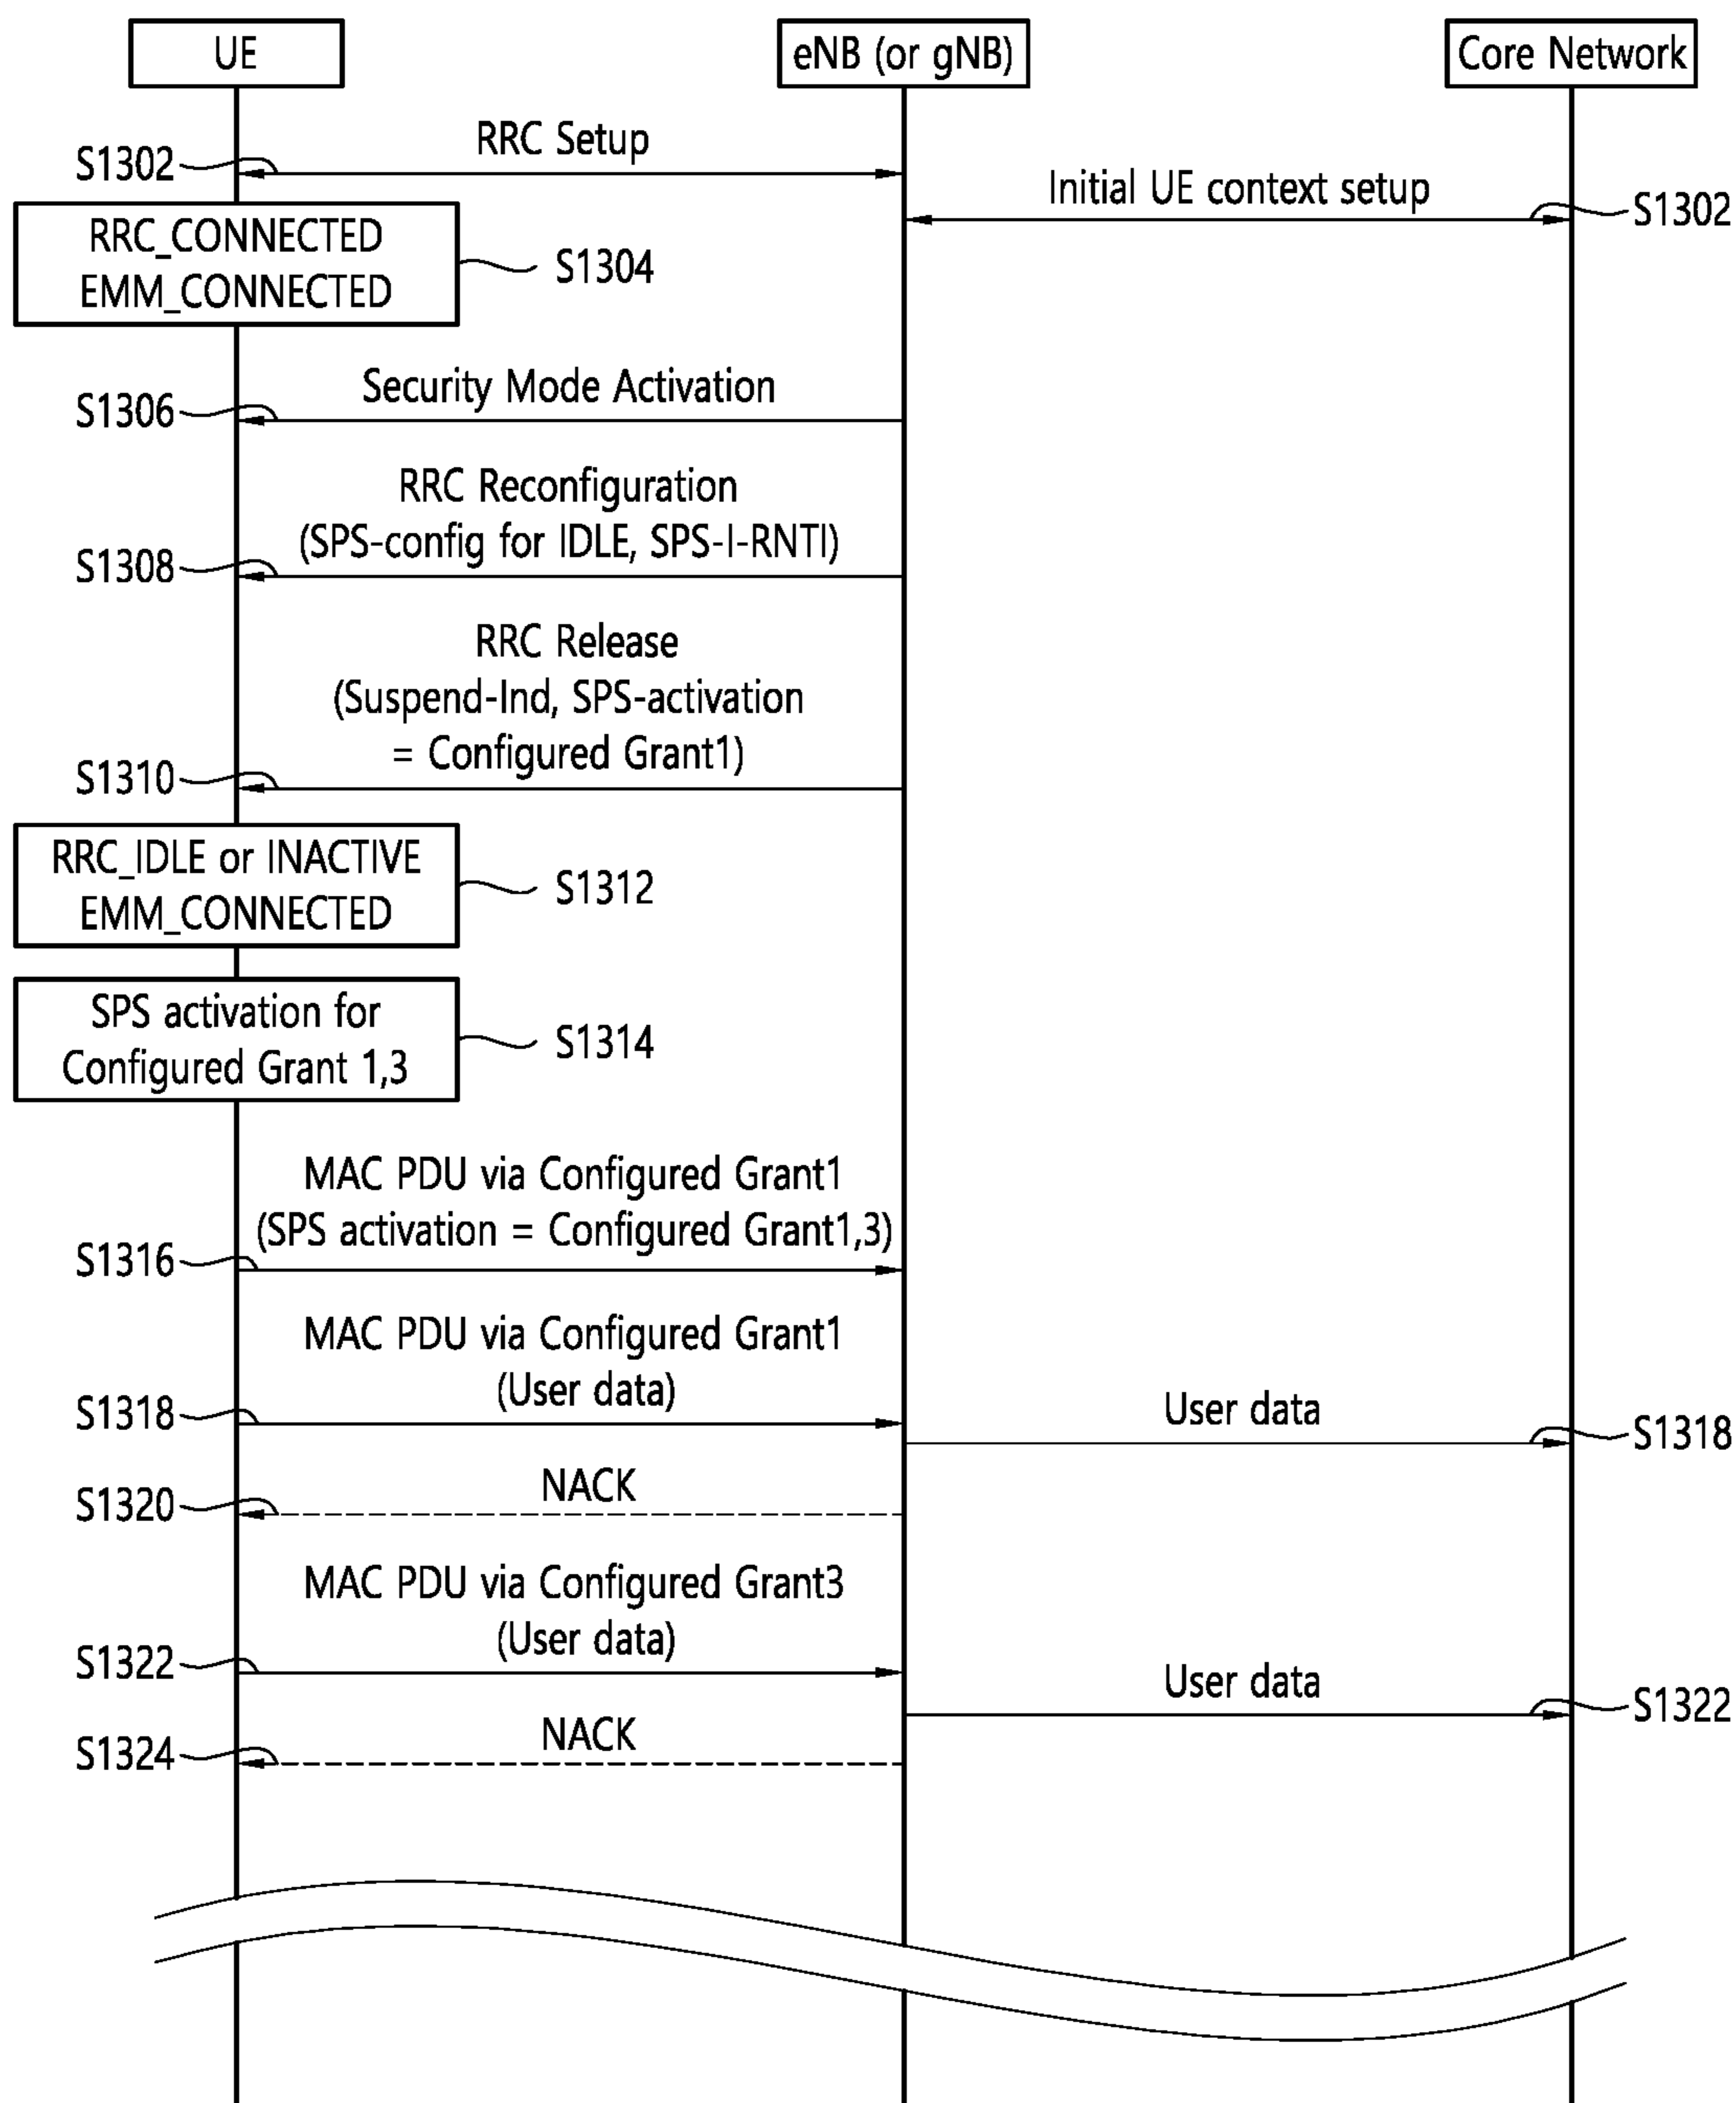 UE
eNB (or gNB)
Core Network
RRC Setup
S1302
Initial UE context setup
S1302
RRC_CONNECTED
EMM_CONNECTED
S1304
Security Mode Activation
S1306
RRC Reconfiguration
(SPS-config for IDLE, SPS-I-RNTI)
S1308
RRC Release
(Suspend-Ind, SPS-activation
= Configured Grant1)
S1310
RRC_IDLE or INACTIVE
EMM_CONNECTED
S1312
SPS activation for
Configured Grant 1,3
S1314
MAC PDU via Configured Grant1
(SPS activation = Configured Grant1,3)
S1316
MAC PDU via Configured Grant1
(User data)
S1318
User data
S1318
NACK
S1320
MAC PDU via Configured Grant3
(User data)
S1322
User data
S1322
NACK
S1324